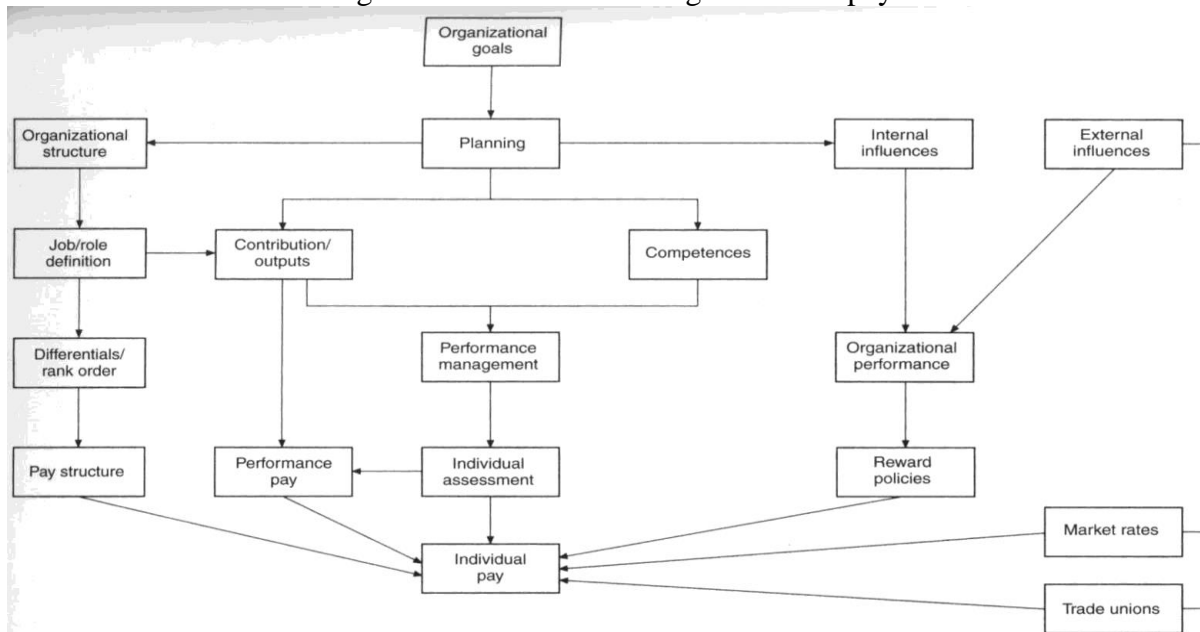 Organizational
goals
Organizational
structure
Planning
Internal
influences
External
influences
Job/role
definition
Contribution/
outputs
Competences
Differentials/
rank order
Performance
management
Organizational
performance
Pay structure
Performance
pay
Individual
assessment
Reward
policies
Market rates
Individual
pay
Trade unions